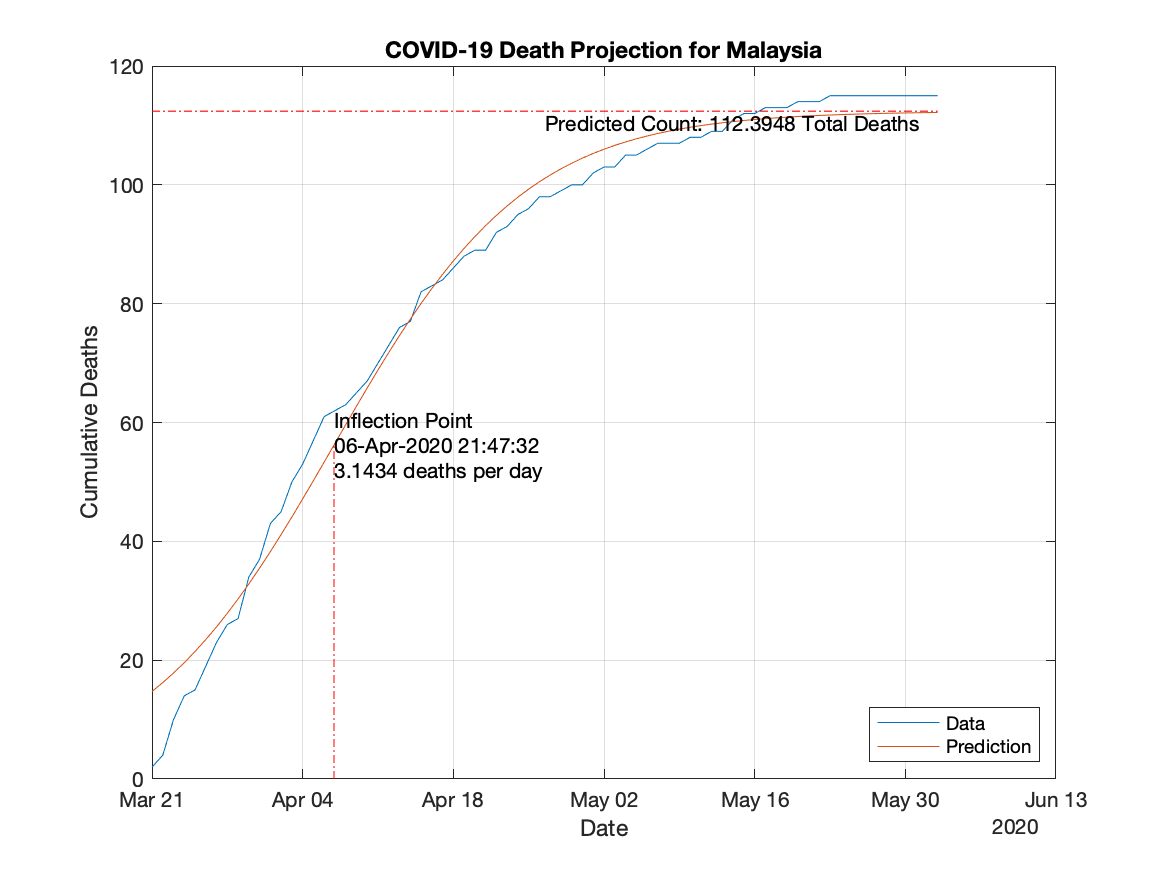 COVID-19 Death Projection for Malaysia
120
100
80
60
40
20
0
Cumulative Deaths
Predicted Count: 112.3948 Total Deaths
Inflection Point
06-Apr-2020 21:47:32
3.1434 deaths per day
Data
Prediction
Mar 21 Apr 04 Apr 18 May 02 May 16 May 30 Jun 13
Date
2020